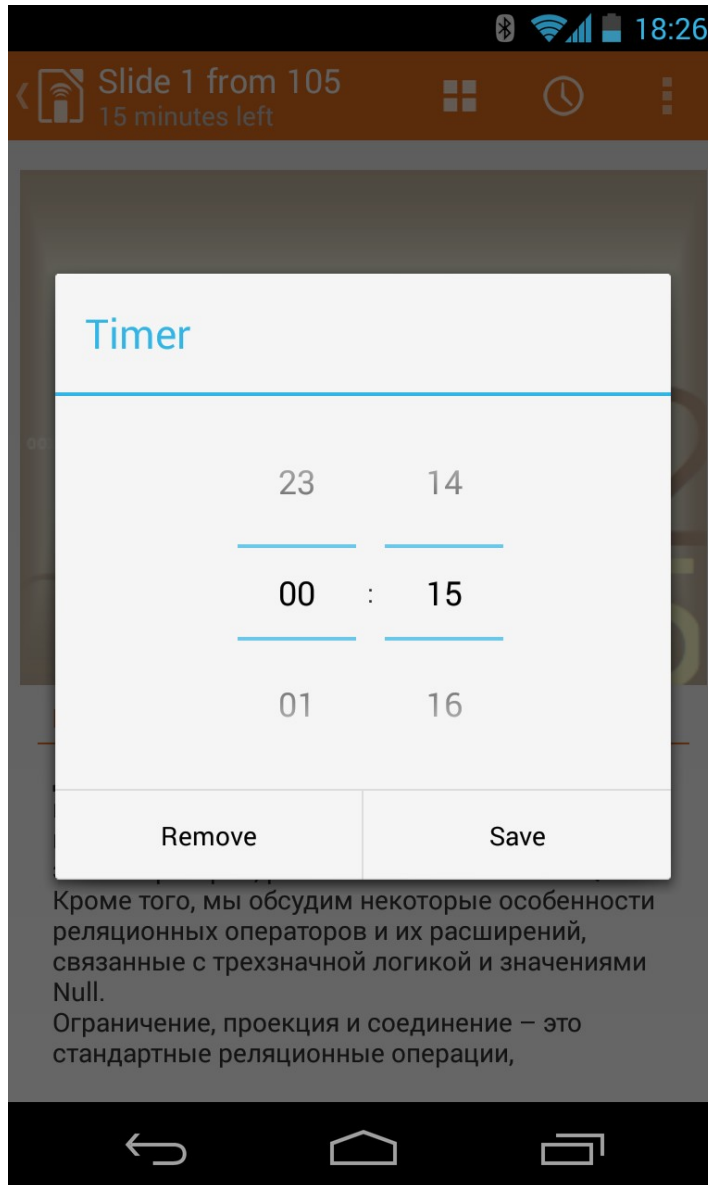 18:26
Slide 1 from 105
15 minutes left
Timer
23 14
00 : 15
01 16
Remove Save
Кроме того, мы обсудим некоторые особенности
реляционных операторов и их расширений,
связанные с трехзначной логикой и значениями
Null.
Ограничение, проекция и соединение – это
стандартные реляционные операции,